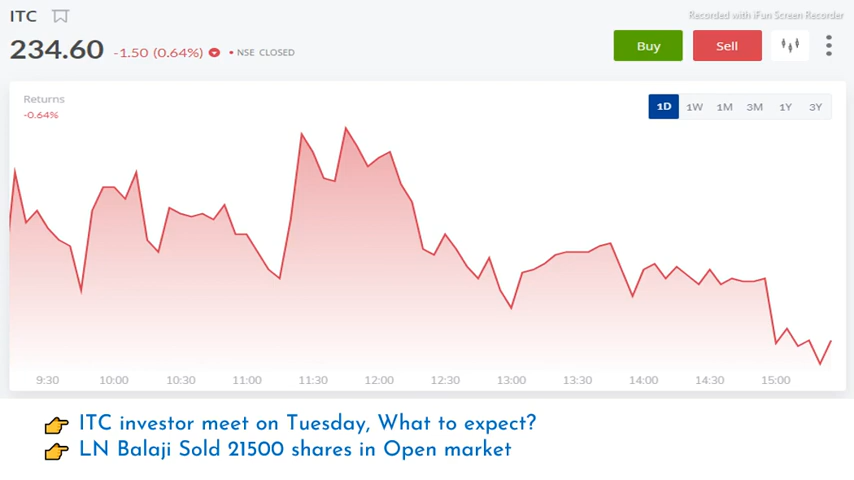 ITC
Recorded with iFun Screen Recorder
234.60 -1.50 (0.64%) • NSE CLOSED
Buy Sell
Returns
-0.64%
1D 1W 1M 3M 1Y 3Y
9:30 10:00 10:30 11:00 11:30 12:00 12:30 13:00 13:30 14:00 14:30 15:00
👉 ITC investor meet on Tuesday, What to expect?
👉 LN Balaji Sold 21500 shares in Open market